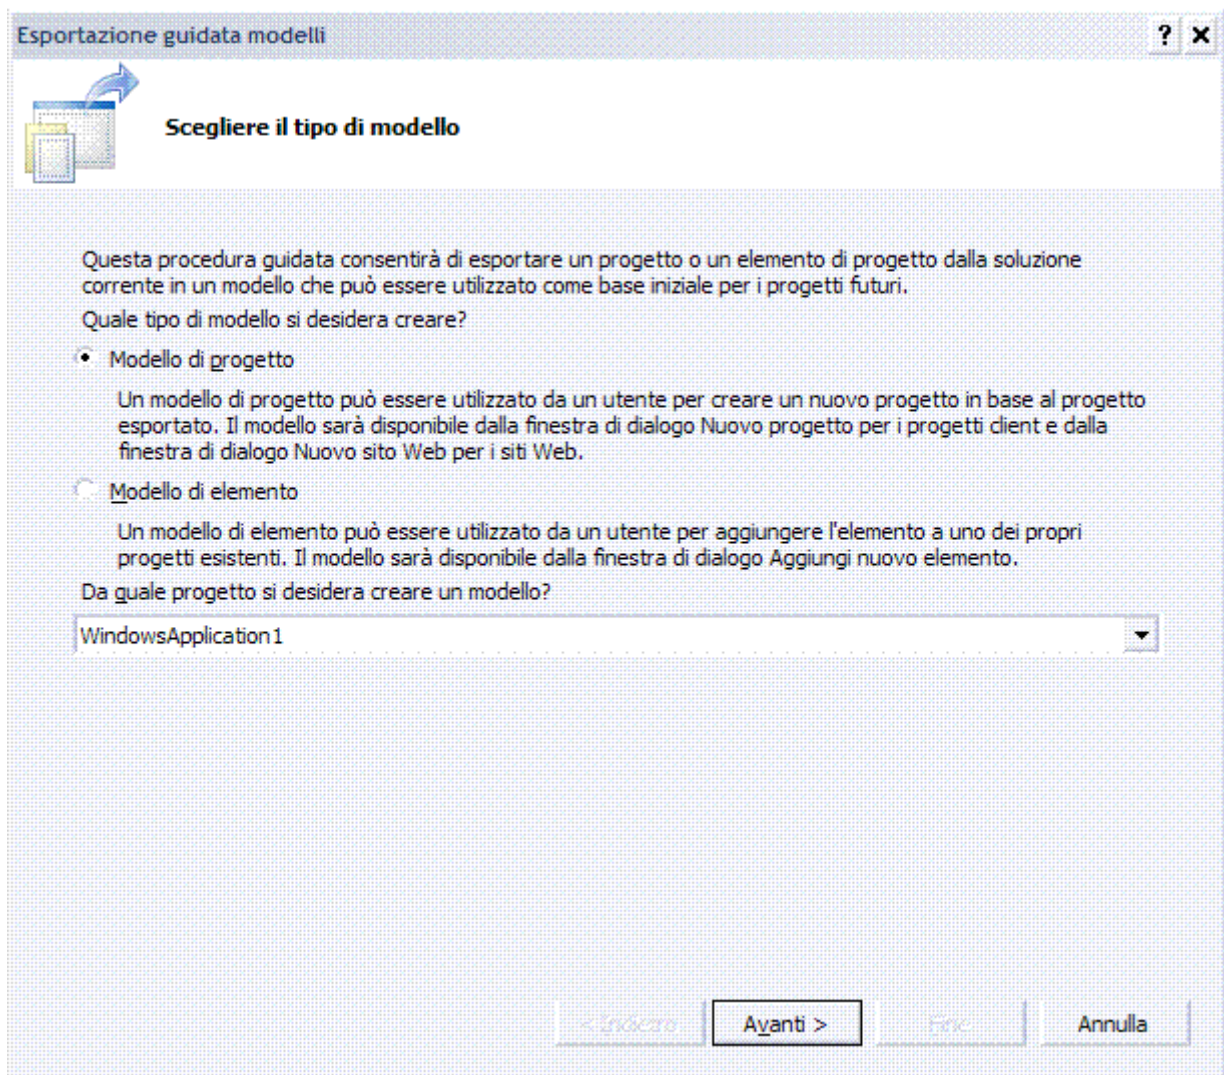 Esportazione guidata modelli
Scegliere il tipo di modello
Questa procedura guidata consentirà di esportare un progetto o un elemento di progetto dalla soluzione
corrente in un modello che può essere utilizzato come base iniziale per i progetti futuri.
Quale tipo di modello si desidera creare?
Modello di progetto
Un modello di progetto può essere utilizzato da un utente per creare un nuovo progetto in base al progetto
esportato. Il modello sarà disponibile dalla finestra di dialogo Nuovo progetto per i progetti client e dalla
finestra di dialogo Nuovo sito Web per i siti Web.
Modello di elemento
Un modello di elemento può essere utilizzato da un utente per aggiungere l'elemento a uno dei propri
progetti esistenti. Il modello sarà disponibile dalla finestra di dialogo Aggiungi nuovo elemento.
Da quale progetto si desidera creare un modello?
WindowsApplication1
< Indietro Avanti > Fine Annulla